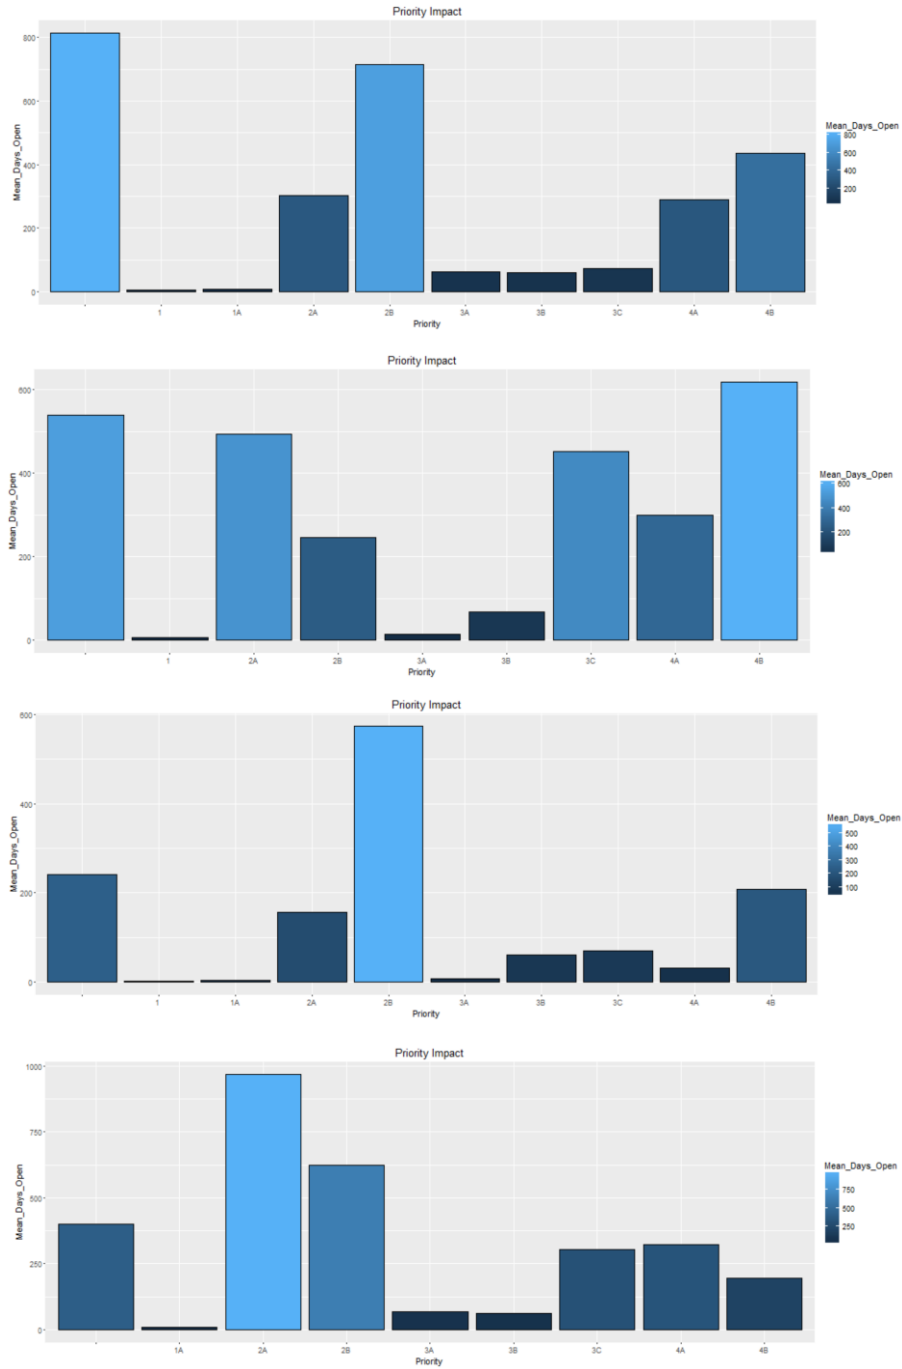 Priority Impact
800
600
400
200
0
Mean_Days_Open
1 1A 2A 2B 3A 3B 3C 4A 4B
Priority
Mean_Days_Open
800
600
400
200
Priority Impact
600
400
200
0
Mean_Days_Open
1 2A 2B 3A 3B 3C 4A 4B
Priority
Mean_Days_Open
600
400
200
Priority Impact
600
400
200
0
Mean_Days_Open
1 1A 2A 2B 3A 3B 3C 4A 4B
Priority
Mean_Days_Open
500
400
300
200
100
Priority Impact
1000
750
500
250
0
Mean_Days_Open
1A 2A 2B 3A 3B 3C 4A 4B
Priority
Mean_Days_Open
750
500
250